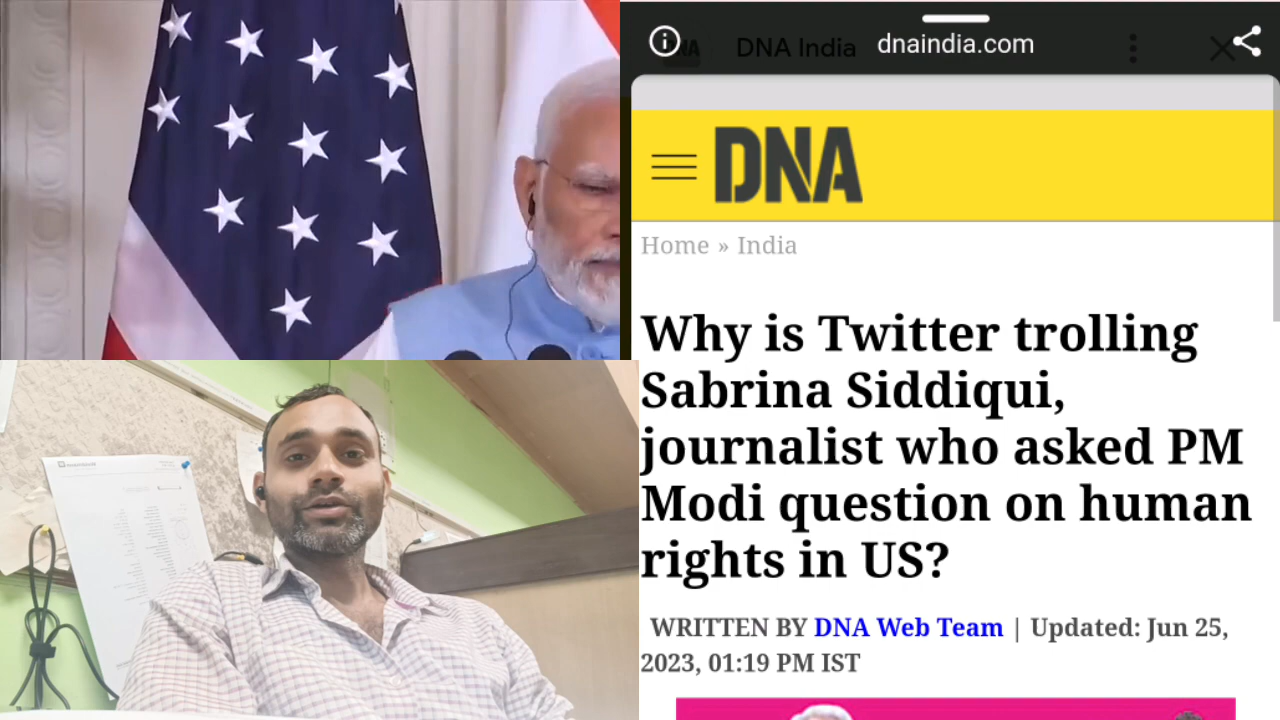 DNA India
dnaindia.com
DNA
Home » India
Why is Twitter trolling
Sabrina Siddiqui,
journalist who asked PM
Modi question on human
rights in US?
WRITTEN BY DNA Web Team | Updated: Jun 25,
2023, 01:19 PM IST